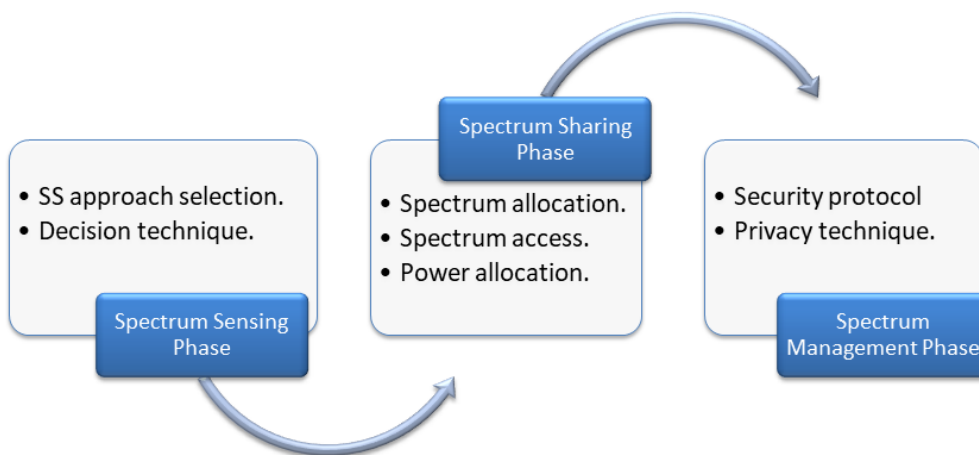 • SS approach selection.
• Decision technique.
Spectrum Sensing
Phase
Spectrum Sharing
Phase
• Spectrum allocation.
• Spectrum access.
• Power allocation.
• Security protocol
• Privacy technique.
Spectrum
Management Phase